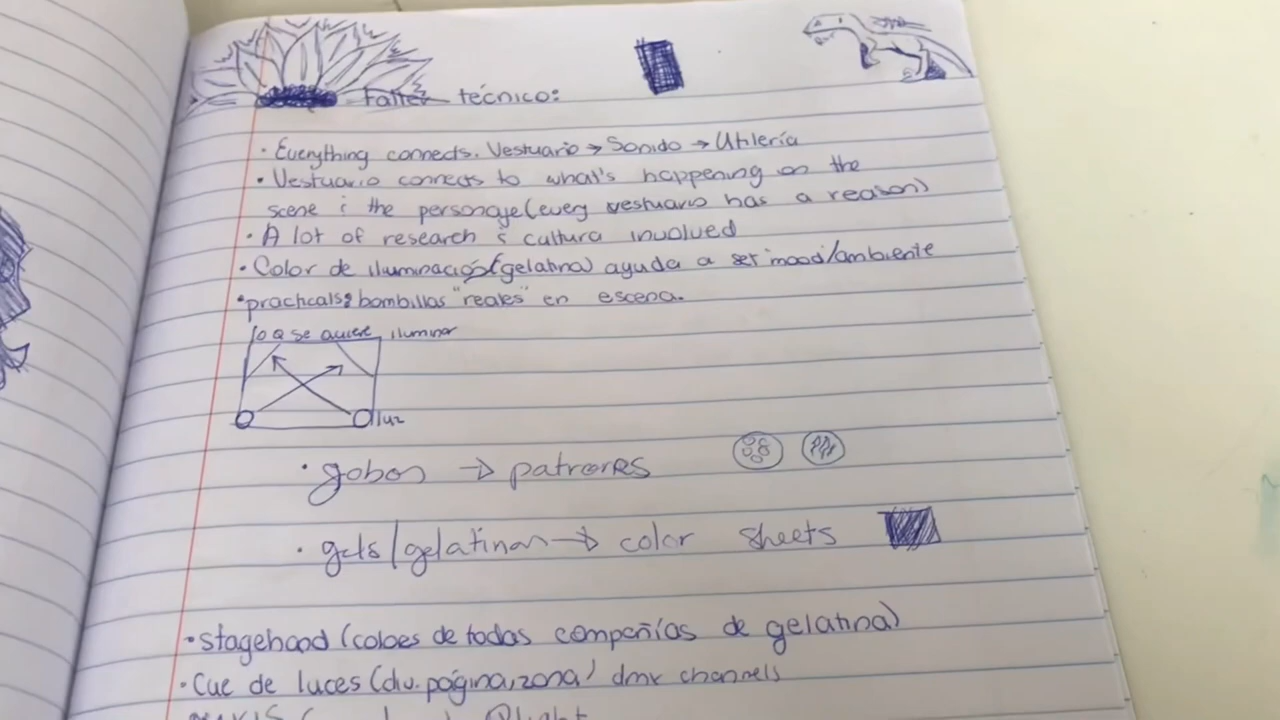 Taller técnico:
· Everything connects. Vestuario → Sonido → Utilería
· Vestuario connects to what's happening on the
scene & the personaje (every vestuario has a reason)
· A lot of research & cultura involved
· Color de iluminación (gelatina) ayuda a set mood/ambiente
· practicals: bombillas "reales" en escena.
lo q se quiere iluminar
luz
· gobos → patrones
· gels/gelatinas → color sheets
· stagehand (coloes de todas compeñías de gelatina)
· Cue de luces (div. página, zona) dmx channels